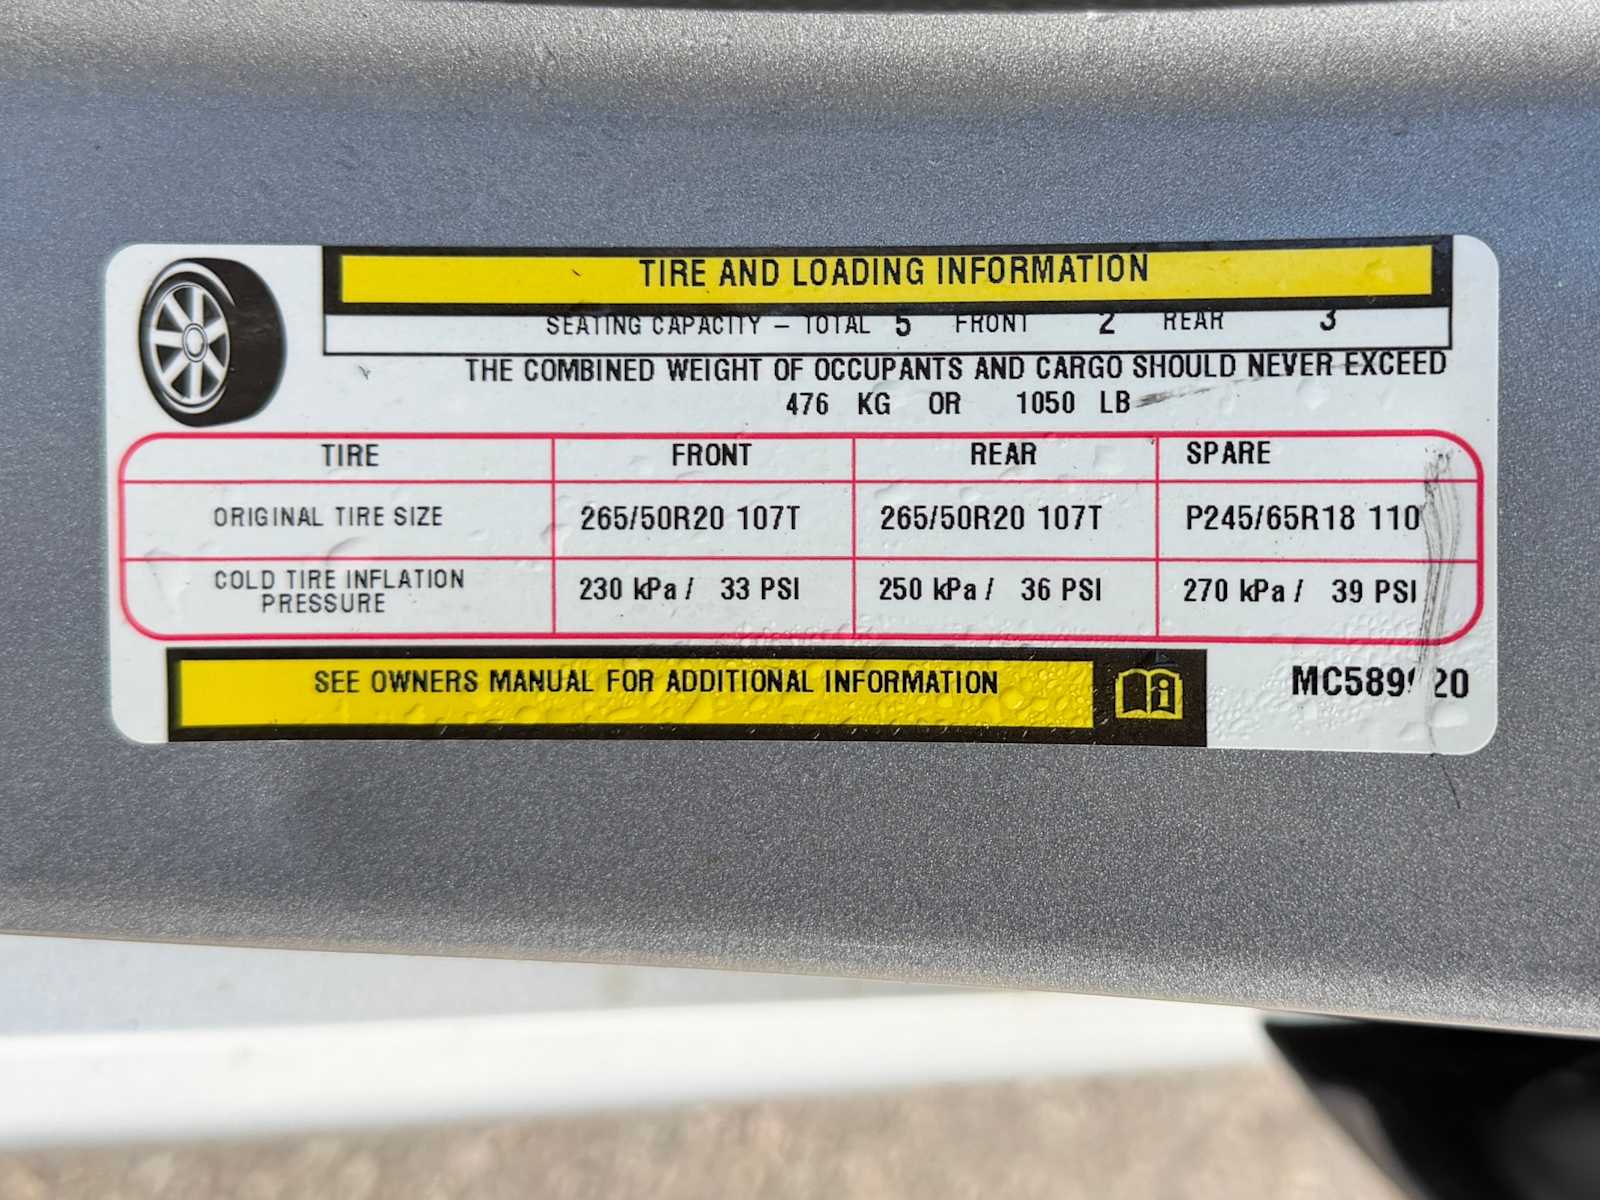 TIRE AND LOADING INFORMATION
SEATING CAPACITY – TOTAL 5 FRONT 2 REAR 3
THE COMBINED WEIGHT OF OCCUPANTS AND CARGO SHOULD NEVER EXCEED
476 KG OR 1050 LB
TIRE FRONT REAR SPARE
ORIGINAL TIRE SIZE 265/50R20 107T 265/50R20 107T P245/65R18 110
COLD TIRE INFLATION
PRESSURE 230 kPa / 33 PSI 250 kPa / 36 PSI 270 kPa / 39 PSI
SEE OWNERS MANUAL FOR ADDITIONAL INFORMATION